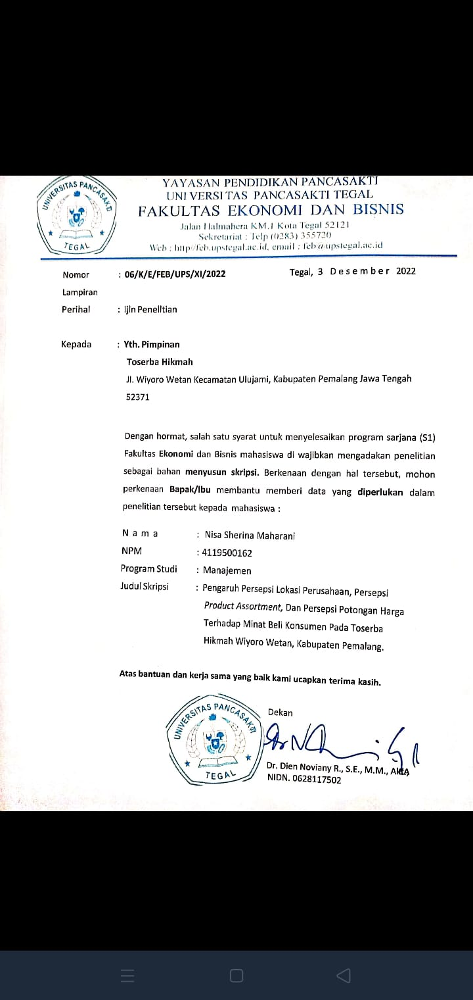 UNIVERSITAS PANCASAKTI
TEGAL
YAYASAN PENDIDIKAN PANCASAKTI
UNIVERSITAS PANCASAKTI TEGAL
FAKULTAS EKONOMI DAN BISNIS
Jalan Halmahera KM.1 Kota Tegal 52121
Sekretariat : Telp (0283) 355720
Web : http//feb.upstegal.ac.id, email : feb@upstegal.ac.id
Nomor : 06/K/E/FEB/UPS/XI/2022 Tegal, 3 Desember 2022
Lampiran
Perihal : Ijin Penelitian
Kepada : Yth. Pimpinan
Toserba Hikmah
Jl. Wiyoro Wetan Kecamatan Ulujami, Kabupaten Pemalang Jawa Tengah
52371
Dengan hormat, salah satu syarat untuk menyelesaikan program sarjana (S1)
Fakultas Ekonomi dan Bisnis mahasiswa di wajibkan mengadakan penelitian
sebagai bahan menyusun skripsi. Berkenaan dengan hal tersebut, mohon
perkenaan Bapak/Ibu membantu memberi data yang diperlukan dalam
penelitian tersebut kepada mahasiswa :
N a m a : Nisa Sherina Maharani
NPM : 4119500162
Program Studi : Manajemen
Judul Skripsi : Pengaruh Persepsi Lokasi Perusahaan, Persepsi
Product Assortment, Dan Persepsi Potongan Harga
Terhadap Minat Beli Konsumen Pada Toserba
Hikmah Wiyoro Wetan, Kabupaten Pemalang.
Atas bantuan dan kerja sama yang baik kami ucapkan terima kasih.
UNIVERSITAS PANCASAKTI
TEGAL
Dekan
Dr. Dien Noviany R., S.E., M.M., Akt
NIDN. 0628117502